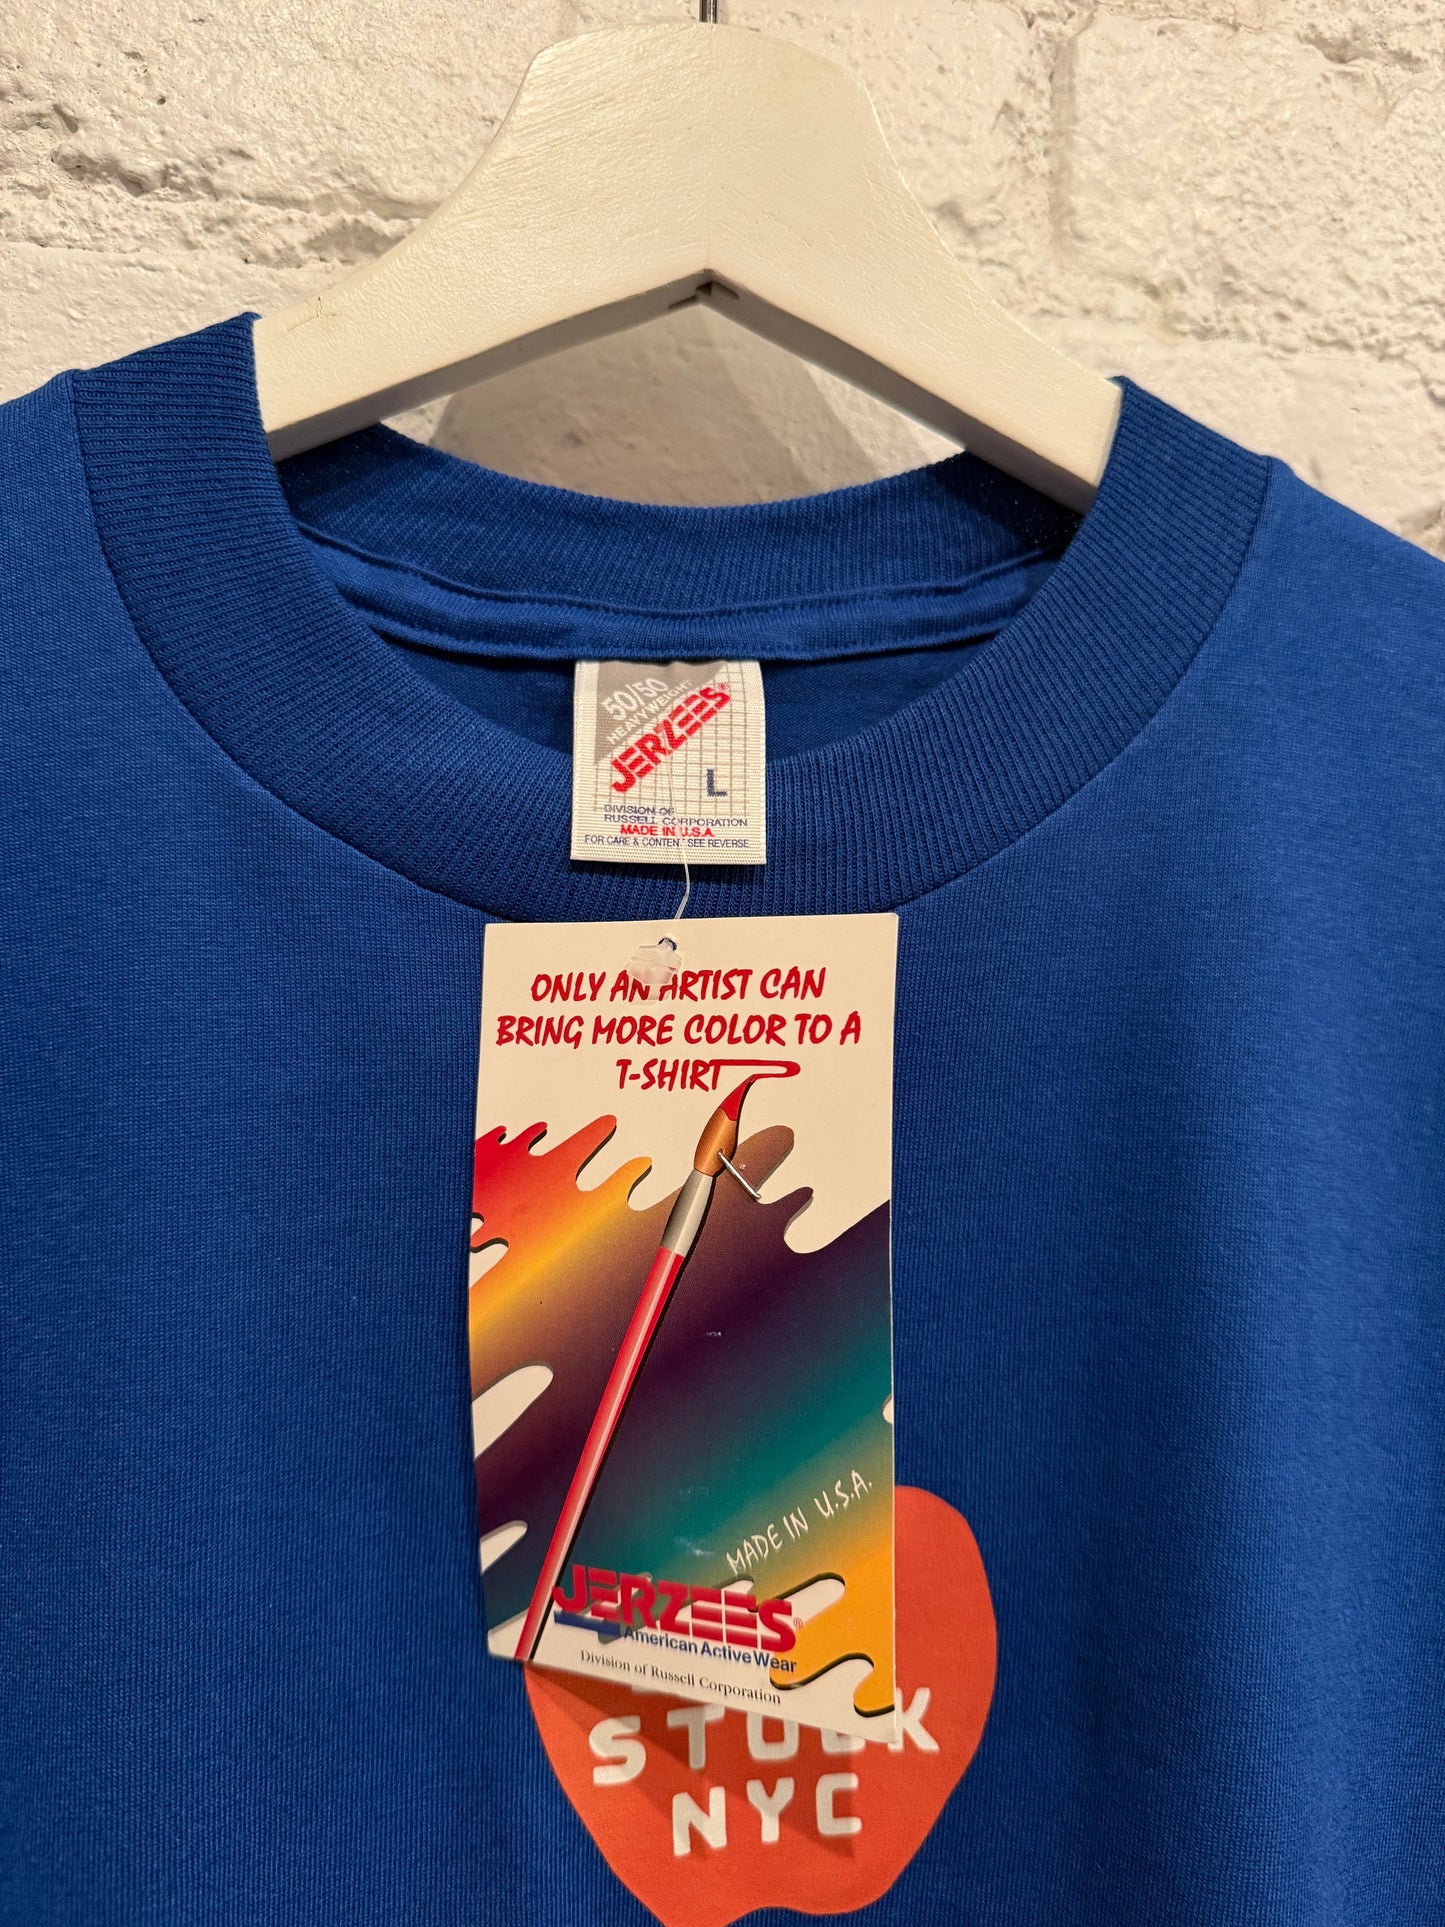 50/50
HEAVYWEIGHT
JERZEES®
L
DIVISION OF
RUSSELL CORPORATION
MADE IN U.S.A.
FOR CARE & CONTENT SEE REVERSE
ONLY AN ARTIST CAN
BRING MORE COLOR TO A
T-SHIRT
MADE IN U.S.A.
JERZEES®
American Active Wear
Division of Russell Corporation
STOCK
NYC